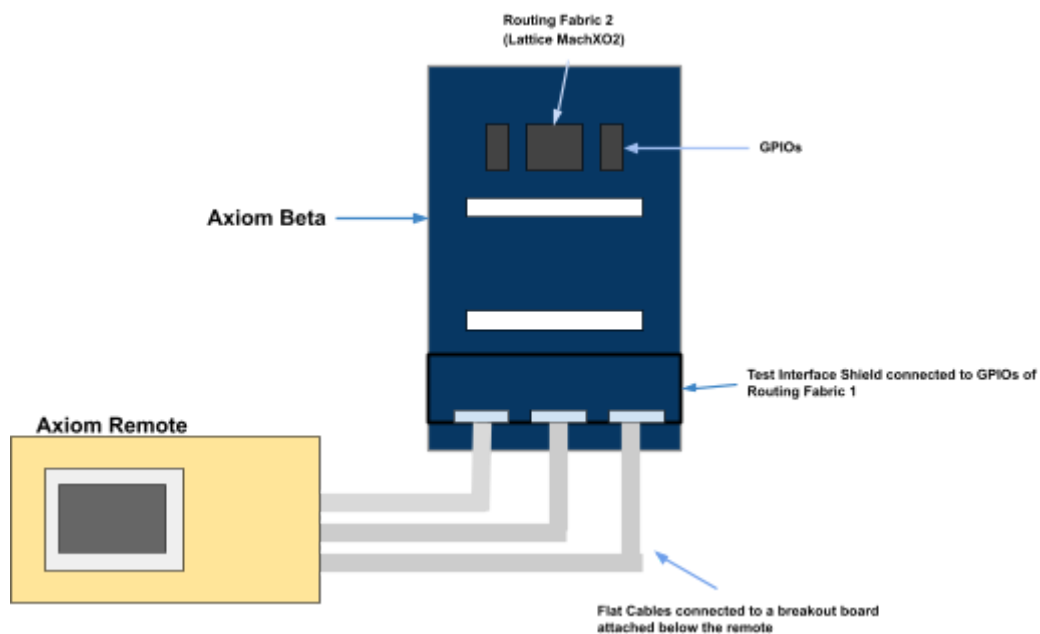 Routing Fabric 2
(Lattice MachXO2)
GPIOs
Axiom Beta
Test Interface Shield connected to GPIOs of
Routing Fabric 1
Axiom Remote
Flat Cables connected to a breakout board
attached below the remote